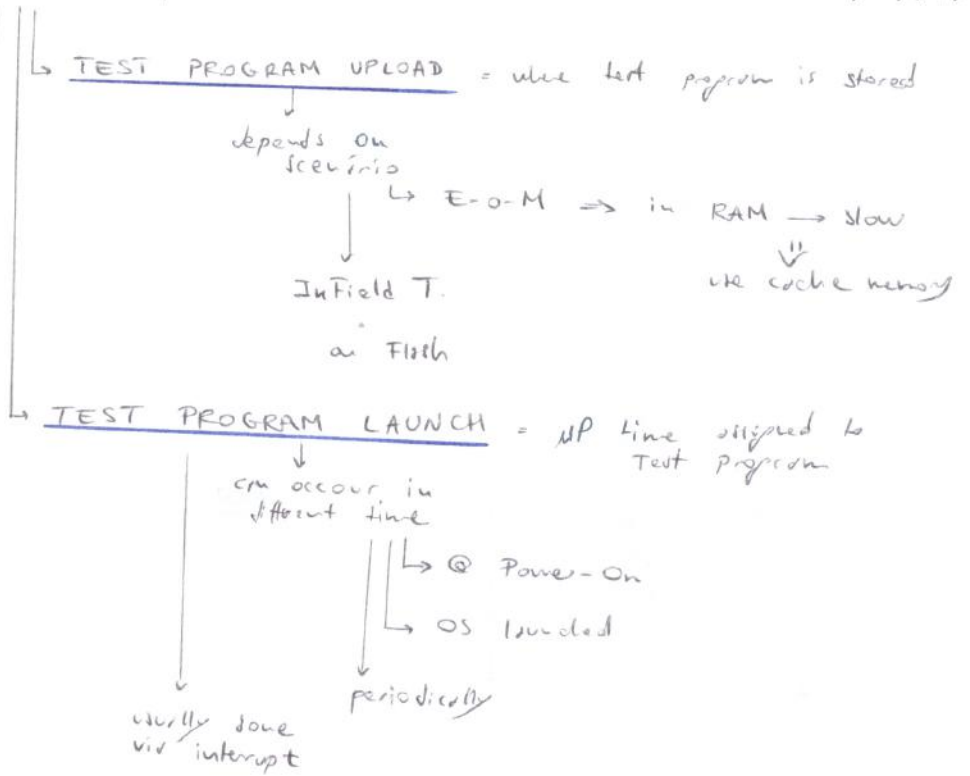 TEST PROGRAM UPLOAD = where test program is stored
depends on
scenario
E-O-M ⇒ in RAM → slow
use cache memory
InField T.
Flash
TEST PROGRAM LAUNCH = μP time assigned to
Test program
can occour in
different time
@ Power-On
OS launched
periodically
usually done
via interrupt